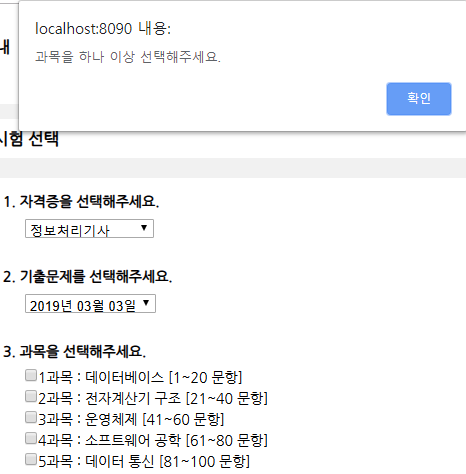 localhost:8090 내용:
과목을 하나 이상 선택해주세요.
확인
내
시험 선택
1. 자격증을 선택해주세요.
정보처리기사
2. 기출문제를 선택해주세요.
2019년 03월 03일
3. 과목을 선택해주세요.
1과목 : 데이터베이스 [1~20 문항]
2과목 : 전자계산기 구조 [21~40 문항]
3과목 : 운영체제 [41~60 문항]
4과목 : 소프트웨어 공학 [61~80 문항]
5과목 : 데이터 통신 [81~100 문항]